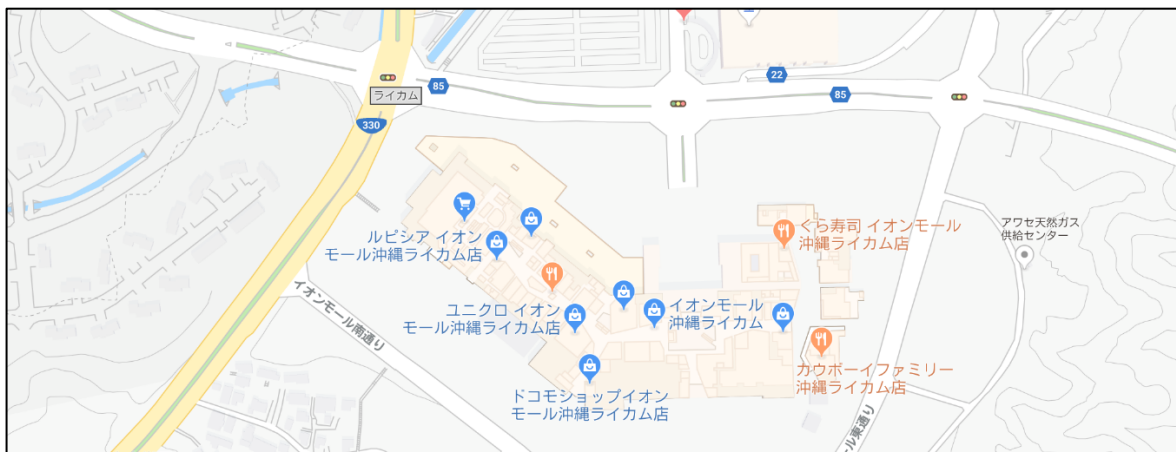 22
85
85
ライカム
330
くら寿司 イオンモール
沖縄ライカム店
アワセ天然ガス
供給センター
ルピシア イオン
モール沖縄ライカム店
イオンモール南通り
ユニクロ イオン
モール沖縄ライカム店
イオンモール
沖縄ライカム
カウボーイファミリー
沖縄ライカム店
ドコモショップイオン
モール沖縄ライカム店
ール東通り